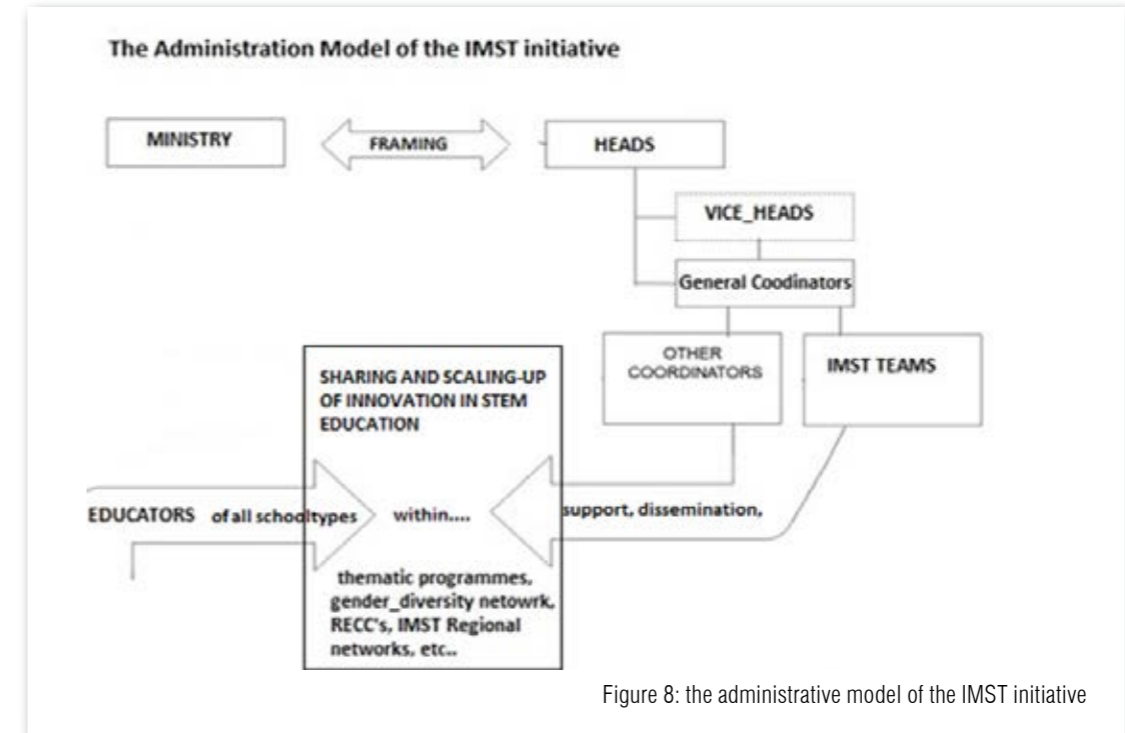 The Administration Model of the IMST initiative
MINISTRY
FRAMING
HEADS
VICE_HEADS
General Coodinators
OTHER
COORDINATORS
IMST TEAMS
SHARING AND SCALING-UP
OF INNOVATION IN STEM
EDUCATION
EDUCATORS of all schooltypes
within....
support, dissemination,
thematic programmes,
gender_diversity netowrk,
RECC's, IMST Regional
networks, etc..
Figure 8: the administrative model of the IMST initiative